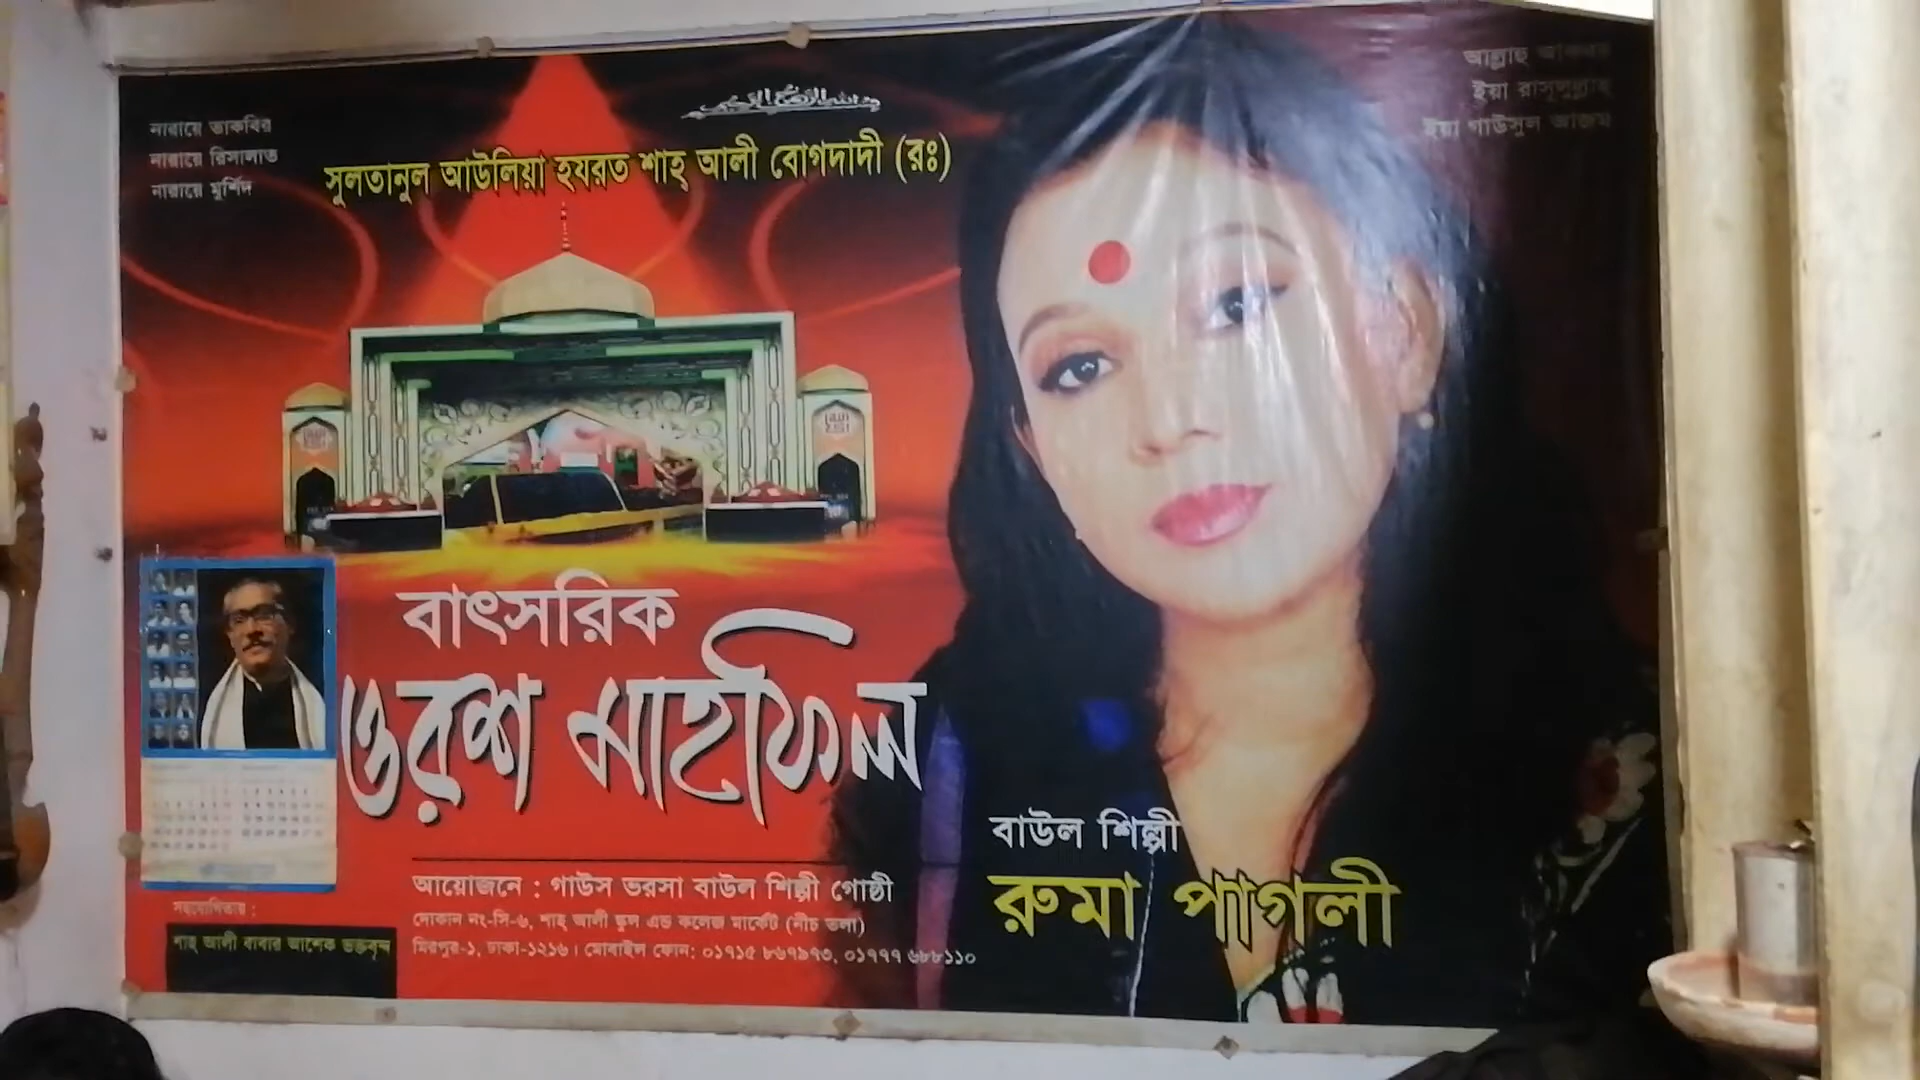 নারায়ে তাকবির
নারায়ে রিসালাত
নারায়ে মুর্শিদ
আল্লাহু আকবর
ইয়া রাসূলুল্লাহ
ইয়া গাউসুল আজম
সুলতানুল আউলিয়া হযরত শাহ্ আলী বোগদাদী (রঃ)
বাৎসরিক
ওরশ মাহফিল
বাউল শিল্পী
রুমা পাগলী
আয়োজনে : গাউস ভরসা বাউল শিল্পী গোষ্ঠী
দোকান নং-সি-৬, শাহ্ আলী স্কুল এন্ড কলেজ মার্কেট (নীচ তলা)
মিরপুর-১, ঢাকা-১২১৬। মোবাইল ফোন: ০১৭১৫ ৮৬৭৯৭৩, ০১৭৭৭ ৬৮৮১১০
সহযোগিতায় :
শাহ্ আলী বাবার আশেক ভক্তবৃন্দ